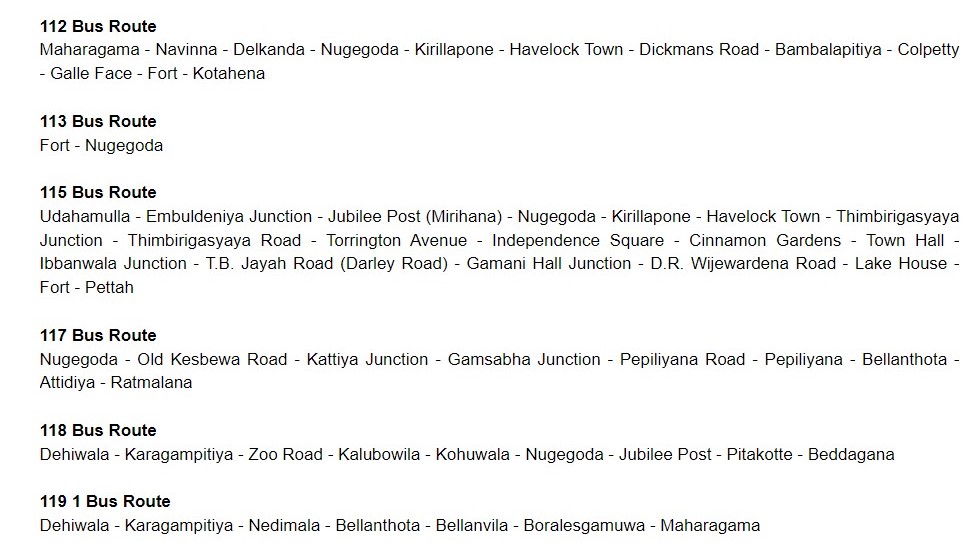 112 Bus Route
Maharagama - Navinna - Delkanda - Nugegoda - Kirillapone - Havelock Town - Dickmans Road - Bambalapitiya - Colpetty
- Galle Face - Fort - Kotahena
113 Bus Route
Fort - Nugegoda
115 Bus Route
Udahamulla - Embuldeniya Junction - Jubilee Post (Mirihana) - Nugegoda - Kirillapone - Havelock Town - Thimbirigasyaya
Junction - Thimbirigasyaya Road - Torrington Avenue - Independence Square - Cinnamon Gardens - Town Hall -
Ibbanwala Junction - T.B. Jayah Road (Darley Road) - Gamani Hall Junction - D.R. Wijewardena Road - Lake House -
Fort - Pettah
117 Bus Route
Nugegoda - Old Kesbewa Road - Kattiya Junction - Gamsabha Junction - Pepiliyana Road - Pepiliyana - Bellanthota -
Attidiya - Ratmalana
118 Bus Route
Dehiwala - Karagampitiya - Zoo Road - Kalubowila - Kohuwala - Nugegoda - Jubilee Post - Pitakotte - Beddagana
119 1 Bus Route
Dehiwala - Karagampitiya - Nedimala - Bellanthota - Bellanvila - Boralesgamuwa - Maharagama